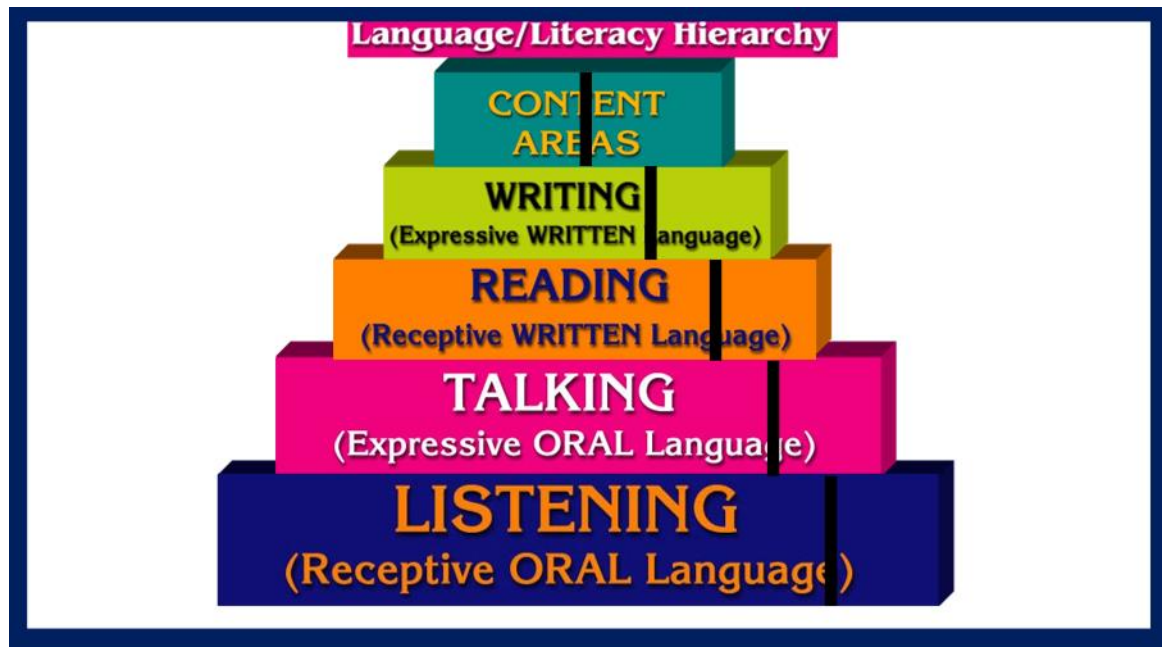 Language/Literacy Hierarchy
CONTENT
AREAS
WRITING
(Expressive WRITTEN Language)
READING
(Receptive WRITTEN Language)
TALKING
(Expressive ORAL Language)
LISTENING
(Receptive ORAL Language)